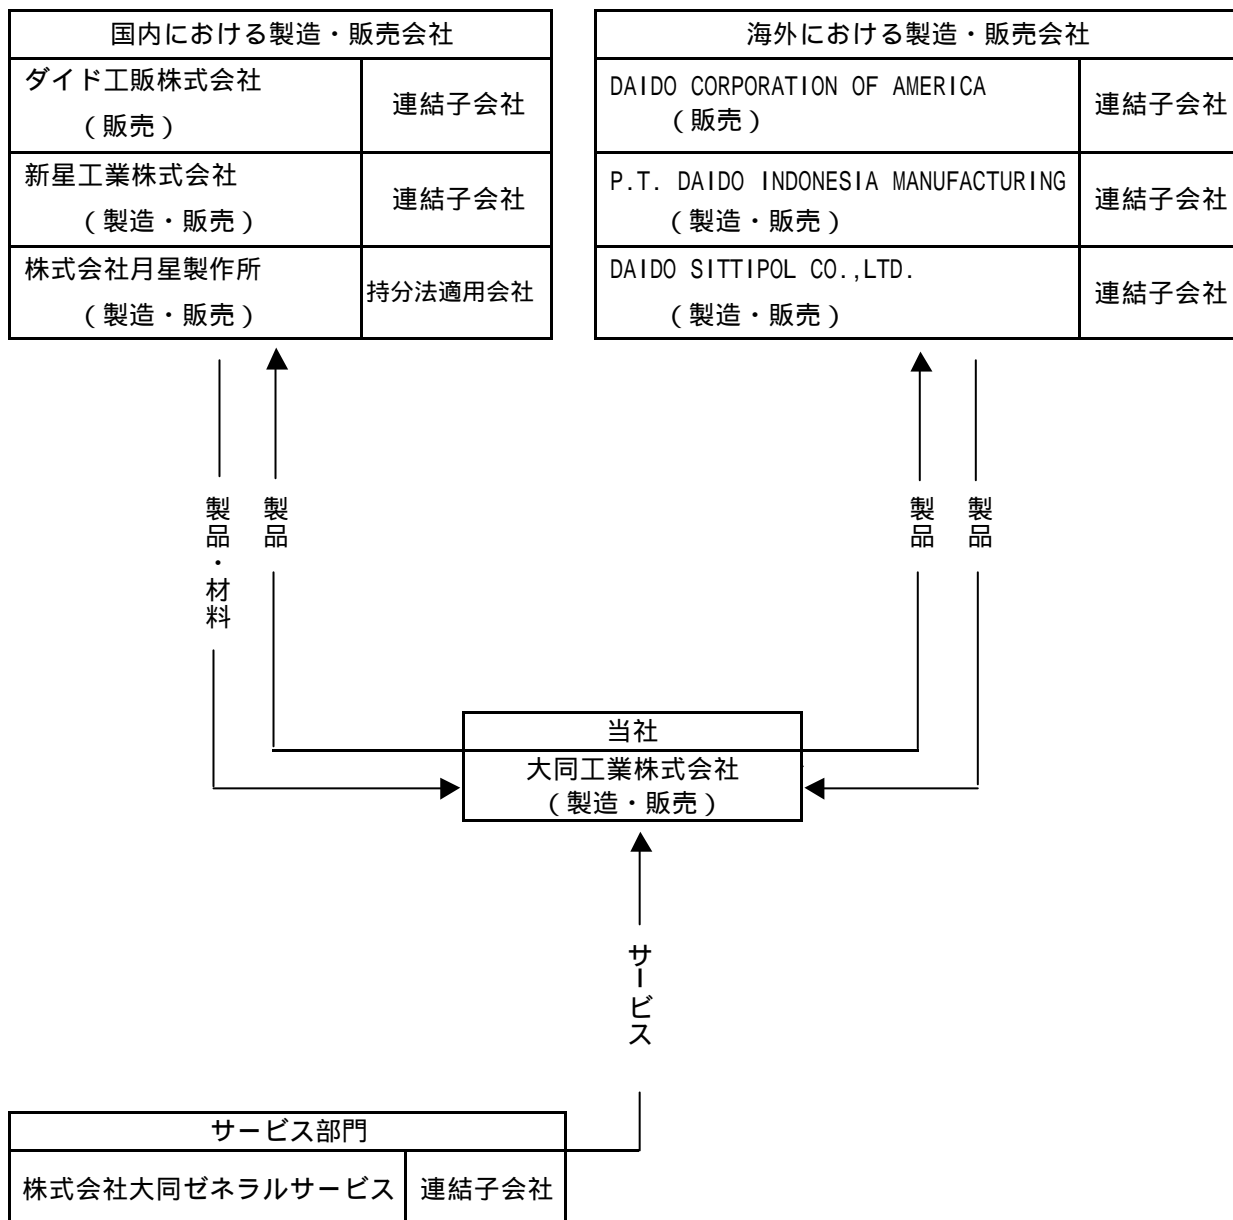 国内における製造・販売会社
ダイド工販株式会社
（販売）
連結子会社
新星工業株式会社
（製造・販売）
連結子会社
株式会社月星製作所
（製造・販売）
持分法適用会社
海外における製造・販売会社
DAIDO CORPORATION OF AMERICA
（販売）
連結子会社
P.T. DAIDO INDONESIA MANUFACTURING
（製造・販売）
連結子会社
DAIDO SITTIPOL CO.,LTD.
（製造・販売）
連結子会社
製品・材料
製品
製品
製品
当社
大同工業株式会社
（製造・販売）
サービス
サービス部門
株式会社大同ゼネラルサービス
連結子会社